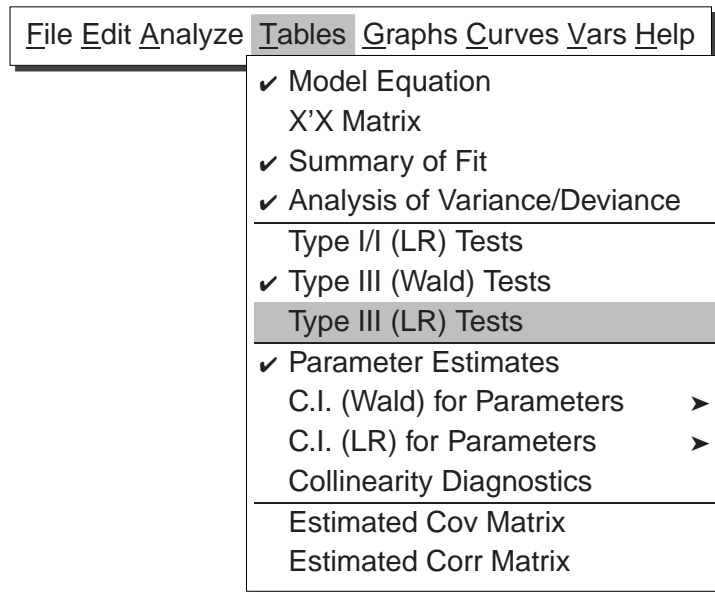 File Edit Analyze Tables Graphs Curves Vars Help
✔ Model Equation
X'X Matrix
✔ Summary of Fit
✔ Analysis of Variance/Deviance
Type I/I (LR) Tests
✔ Type III (Wald) Tests
Type III (LR) Tests
✔ Parameter Estimates
C.I. (Wald) for Parameters ➤
C.I. (LR) for Parameters ➤
Collinearity Diagnostics
Estimated Cov Matrix
Estimated Corr Matrix